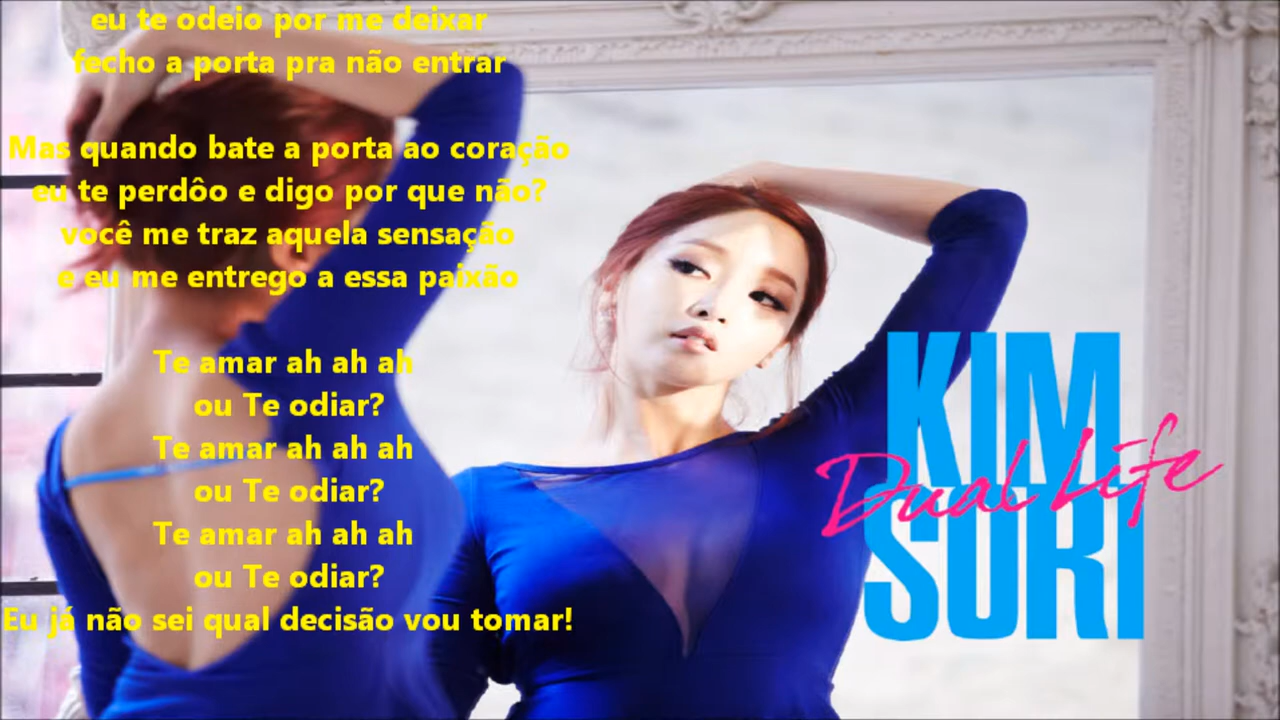 eu te odeio por me deixar
fecho a porta pra não entrar
Mas quando bate a porta ao coração
eu te perdôo e digo por que não?
você me traz aquela sensação
e eu me entrego a essa paixão
Te amar ah ah ah
ou Te odiar?
Te amar ah ah ah
ou Te odiar?
Te amar ah ah ah
ou Te odiar?
Eu já não sei qual decisão vou tomar!
KIM
Dual Life
SORI